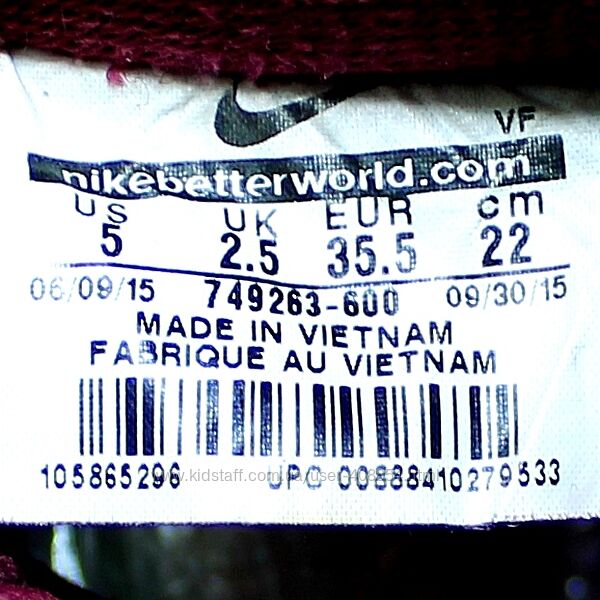 VF
nikebetterworld.com
US UK EUR cm
5 2.5 35.5 22
06/09/15 749263-600 09/30/15
MADE IN VIETNAM
FABRIQUE AU VIETNAM
105865296 UPC 00888410279533